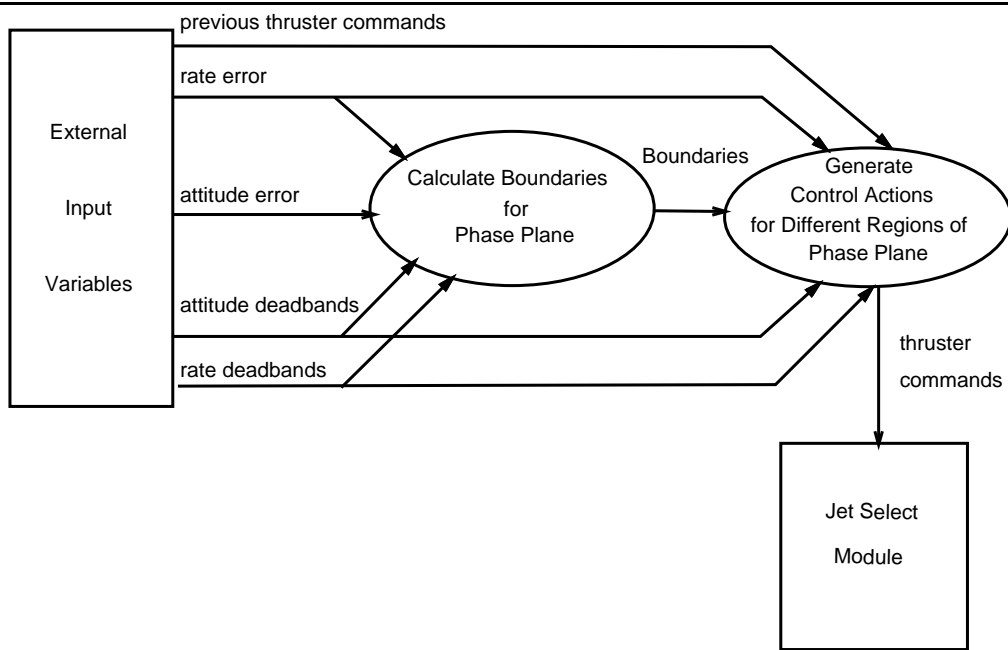 previous thruster commands
rate error
External
Input
Variables
attitude error
attitude deadbands
rate deadbands
Calculate Boundaries
for
Phase Plane
Boundaries
Generate
Control Actions
for Different Regions of
Phase Plane
thruster
commands
Jet Select
Module